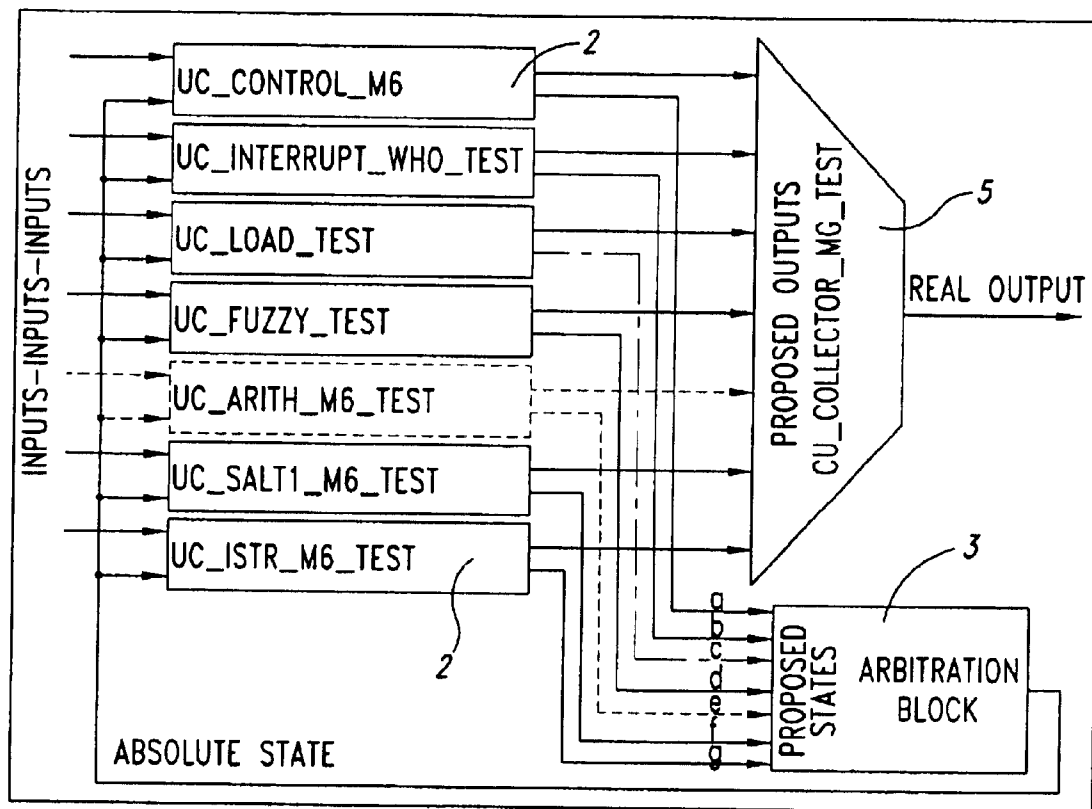 INPUTS-INPUTS-INPUTS
UC_CONTROL_M6
2
UC_INTERRUPT_WHO_TEST
UC_LOAD_TEST
UC_FUZZY_TEST
UC_ARITH_M6_TEST
UC_SALT1_M6_TEST
UC_ISTR_M6_TEST
2
PROPOSED OUTPUTS
CU_COLLECTOR_MG_TEST
5
REAL OUTPUT
a
b
c
d
e
f
g
PROPOSED
STATES
3
ARBITRATION
BLOCK
ABSOLUTE STATE